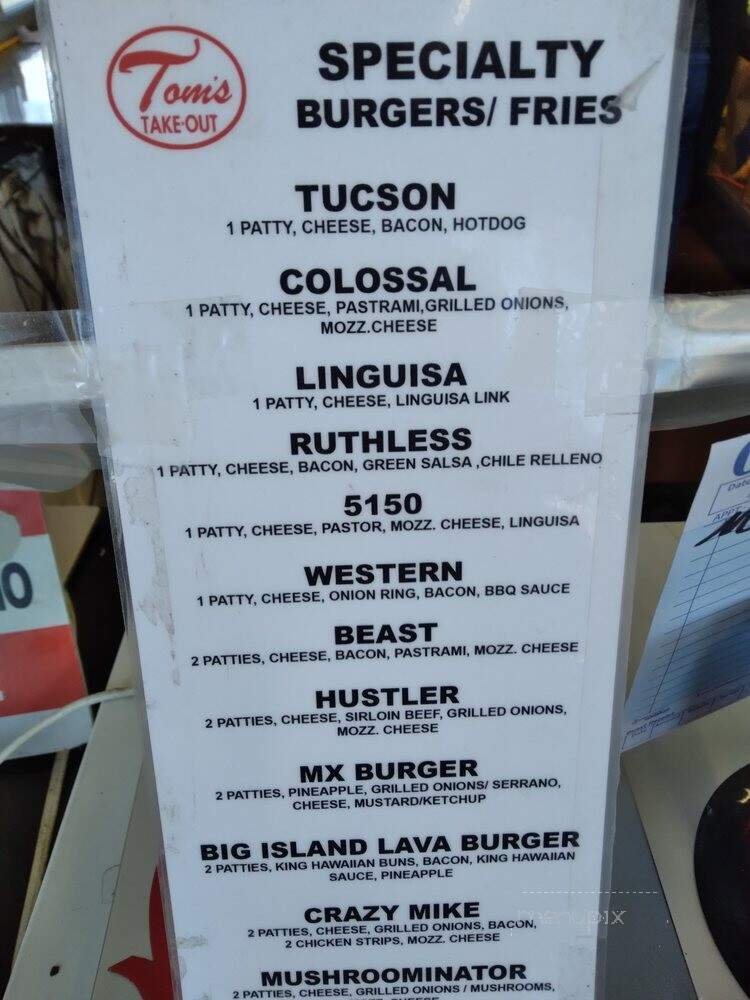 Tom's
TAKE-OUT
SPECIALTY
BURGERS/ FRIES
TUCSON
1 PATTY, CHEESE, BACON, HOTDOG
COLOSSAL
1 PATTY, CHEESE, PASTRAMI,GRILLED ONIONS,
MOZZ.CHEESE
LINGUISA
1 PATTY, CHEESE, LINGUISA LINK
RUTHLESS
1 PATTY, CHEESE, BACON, GREEN SALSA ,CHILE RELLENO
5150
1 PATTY, CHEESE, PASTOR, MOZZ. CHEESE, LINGUISA
WESTERN
1 PATTY, CHEESE, ONION RING, BACON, BBQ SAUCE
BEAST
2 PATTIES, CHEESE, BACON, PASTRAMI, MOZZ. CHEESE
HUSTLER
2 PATTIES, CHEESE, SIRLOIN BEEF, GRILLED ONIONS,
MOZZ. CHEESE
MX BURGER
2 PATTIES, PINEAPPLE, GRILLED ONIONS/ SERRANO,
CHEESE, MUSTARD/KETCHUP
BIG ISLAND LAVA BURGER
2 PATTIES, KING HAWAIIAN BUNS, BACON, KING HAWAIIAN
SAUCE, PINEAPPLE
CRAZY MIKE
2 PATTIES, CHEESE, GRILLED ONIONS, BACON,
2 CHICKEN STRIPS, MOZZ. CHEESE
MUSHROOMINATOR
2 PATTIES, CHEESE, GRILLED ONIONS / MUSHROOMS,
menupix